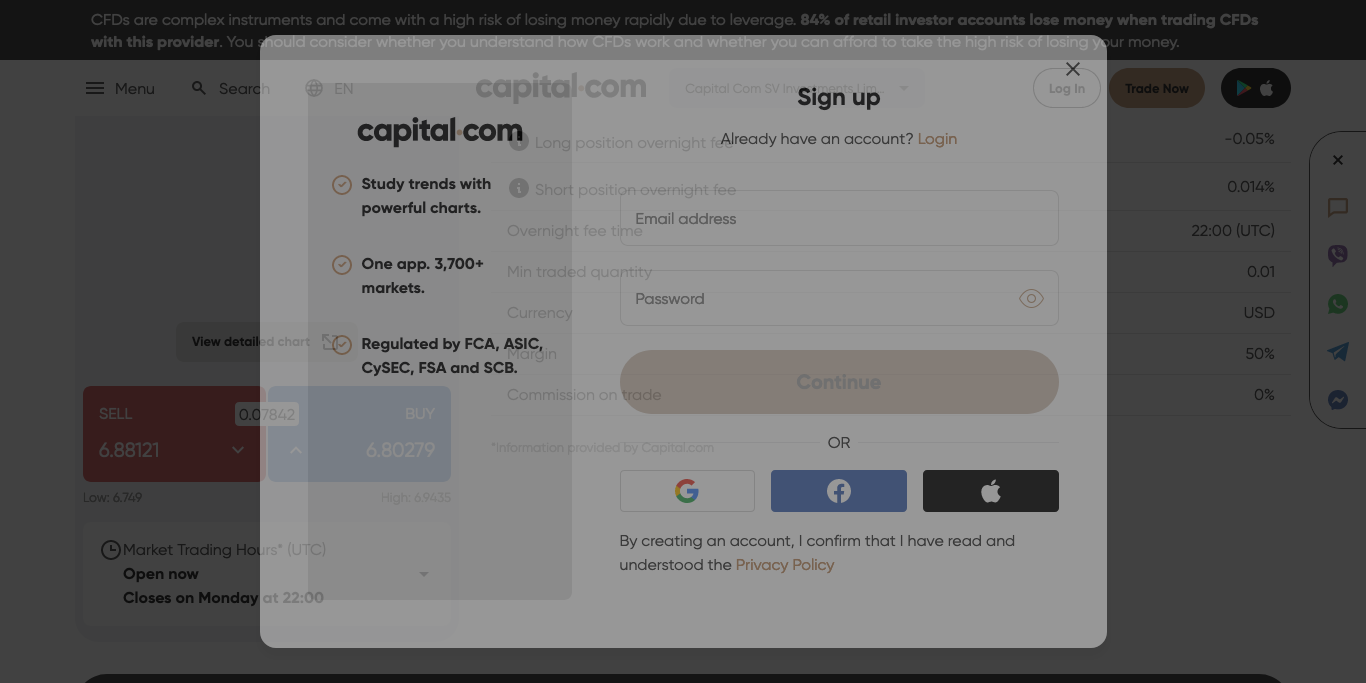 CFDs are complex instruments and come with a high risk of losing money rapidly due to leverage. 84% of retail investor accounts lose money when trading CFDs
with this provider. You should consider whether you understand how CFDs work and whether you can afford to take the high risk of losing your money.
Menu
Search
EN
capital.com
Capital Com SV Investments Lim...
Log In
Trade Now
Sign up
Already have an account? Login
capital.com
Study trends with
powerful charts.
One app. 3,700+
markets.
Regulated by FCA, ASIC,
CySEC, FSA and SCB.
Email address
Password
Continue
OR
By creating an account, I confirm that I have read and
understood the Privacy Policy
Long position overnight fee
-0.05%
Short position overnight fee
0.014%
Overnight fee time
22:00 (UTC)
Min traded quantity
0.01
Currency
USD
Margin
50%
Commission on trade
0%
*Information provided by Capital.com
View detailed chart
SELL
0.07842
BUY
6.88121
6.80279
Low: 6.749
High: 6.9435
Market Trading Hours* (UTC)
Open now
Closes on Monday at 22:00